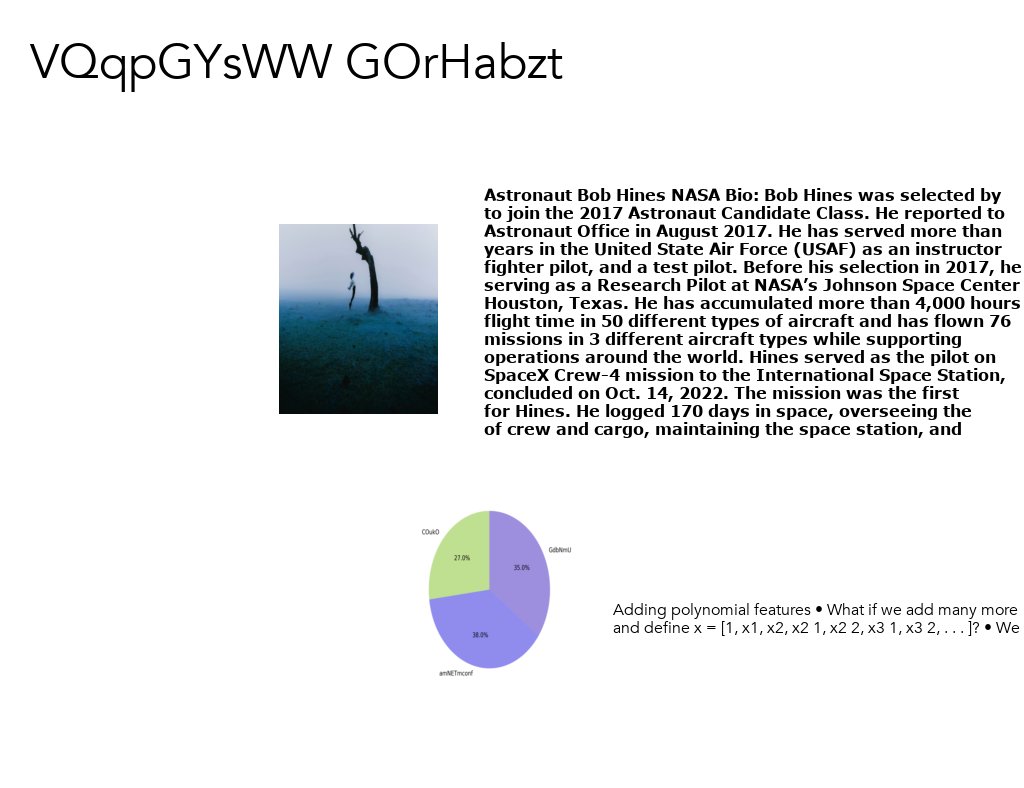 VQqpGYsWW GOrHabzt
Astronaut Bob Hines NASA Bio: Bob Hines was selected by
to join the 2017 Astronaut Candidate Class. He reported to
Astronaut Office in August 2017. He has served more than
years in the United State Air Force (USAF) as an instructor
fighter pilot, and a test pilot. Before his selection in 2017, he
serving as a Research Pilot at NASA’s Johnson Space Center
Houston, Texas. He has accumulated more than 4,000 hours
flight time in 50 different types of aircraft and has flown 76
missions in 3 different aircraft types while supporting
operations around the world. Hines served as the pilot on
SpaceX Crew-4 mission to the International Space Station,
concluded on Oct. 14, 2022. The mission was the first
for Hines. He logged 170 days in space, overseeing the
of crew and cargo, maintaining the space station, and
COukO
27.0%
GdbNmU
35.0%
38.0%
amNETmconf
Adding polynomial features • What if we add many more
and define x = [1, x1, x2, x2 1, x2 2, x3 1, x3 2, . . . ]? • We